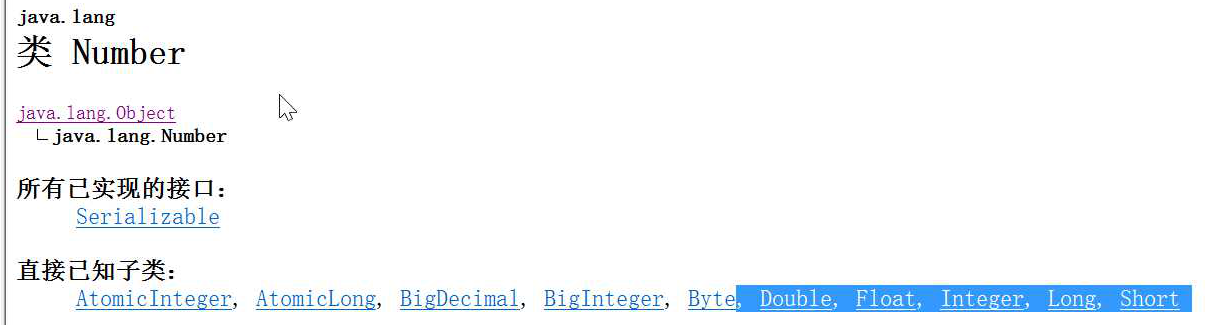 java.lang
类 Number
java.lang.Object
java.lang.Number
所有已实现的接口：
Serializable
直接已知子类：
AtomicInteger, AtomicLong, BigDecimal, BigInteger, Byte, Double, Float, Integer, Long, Short